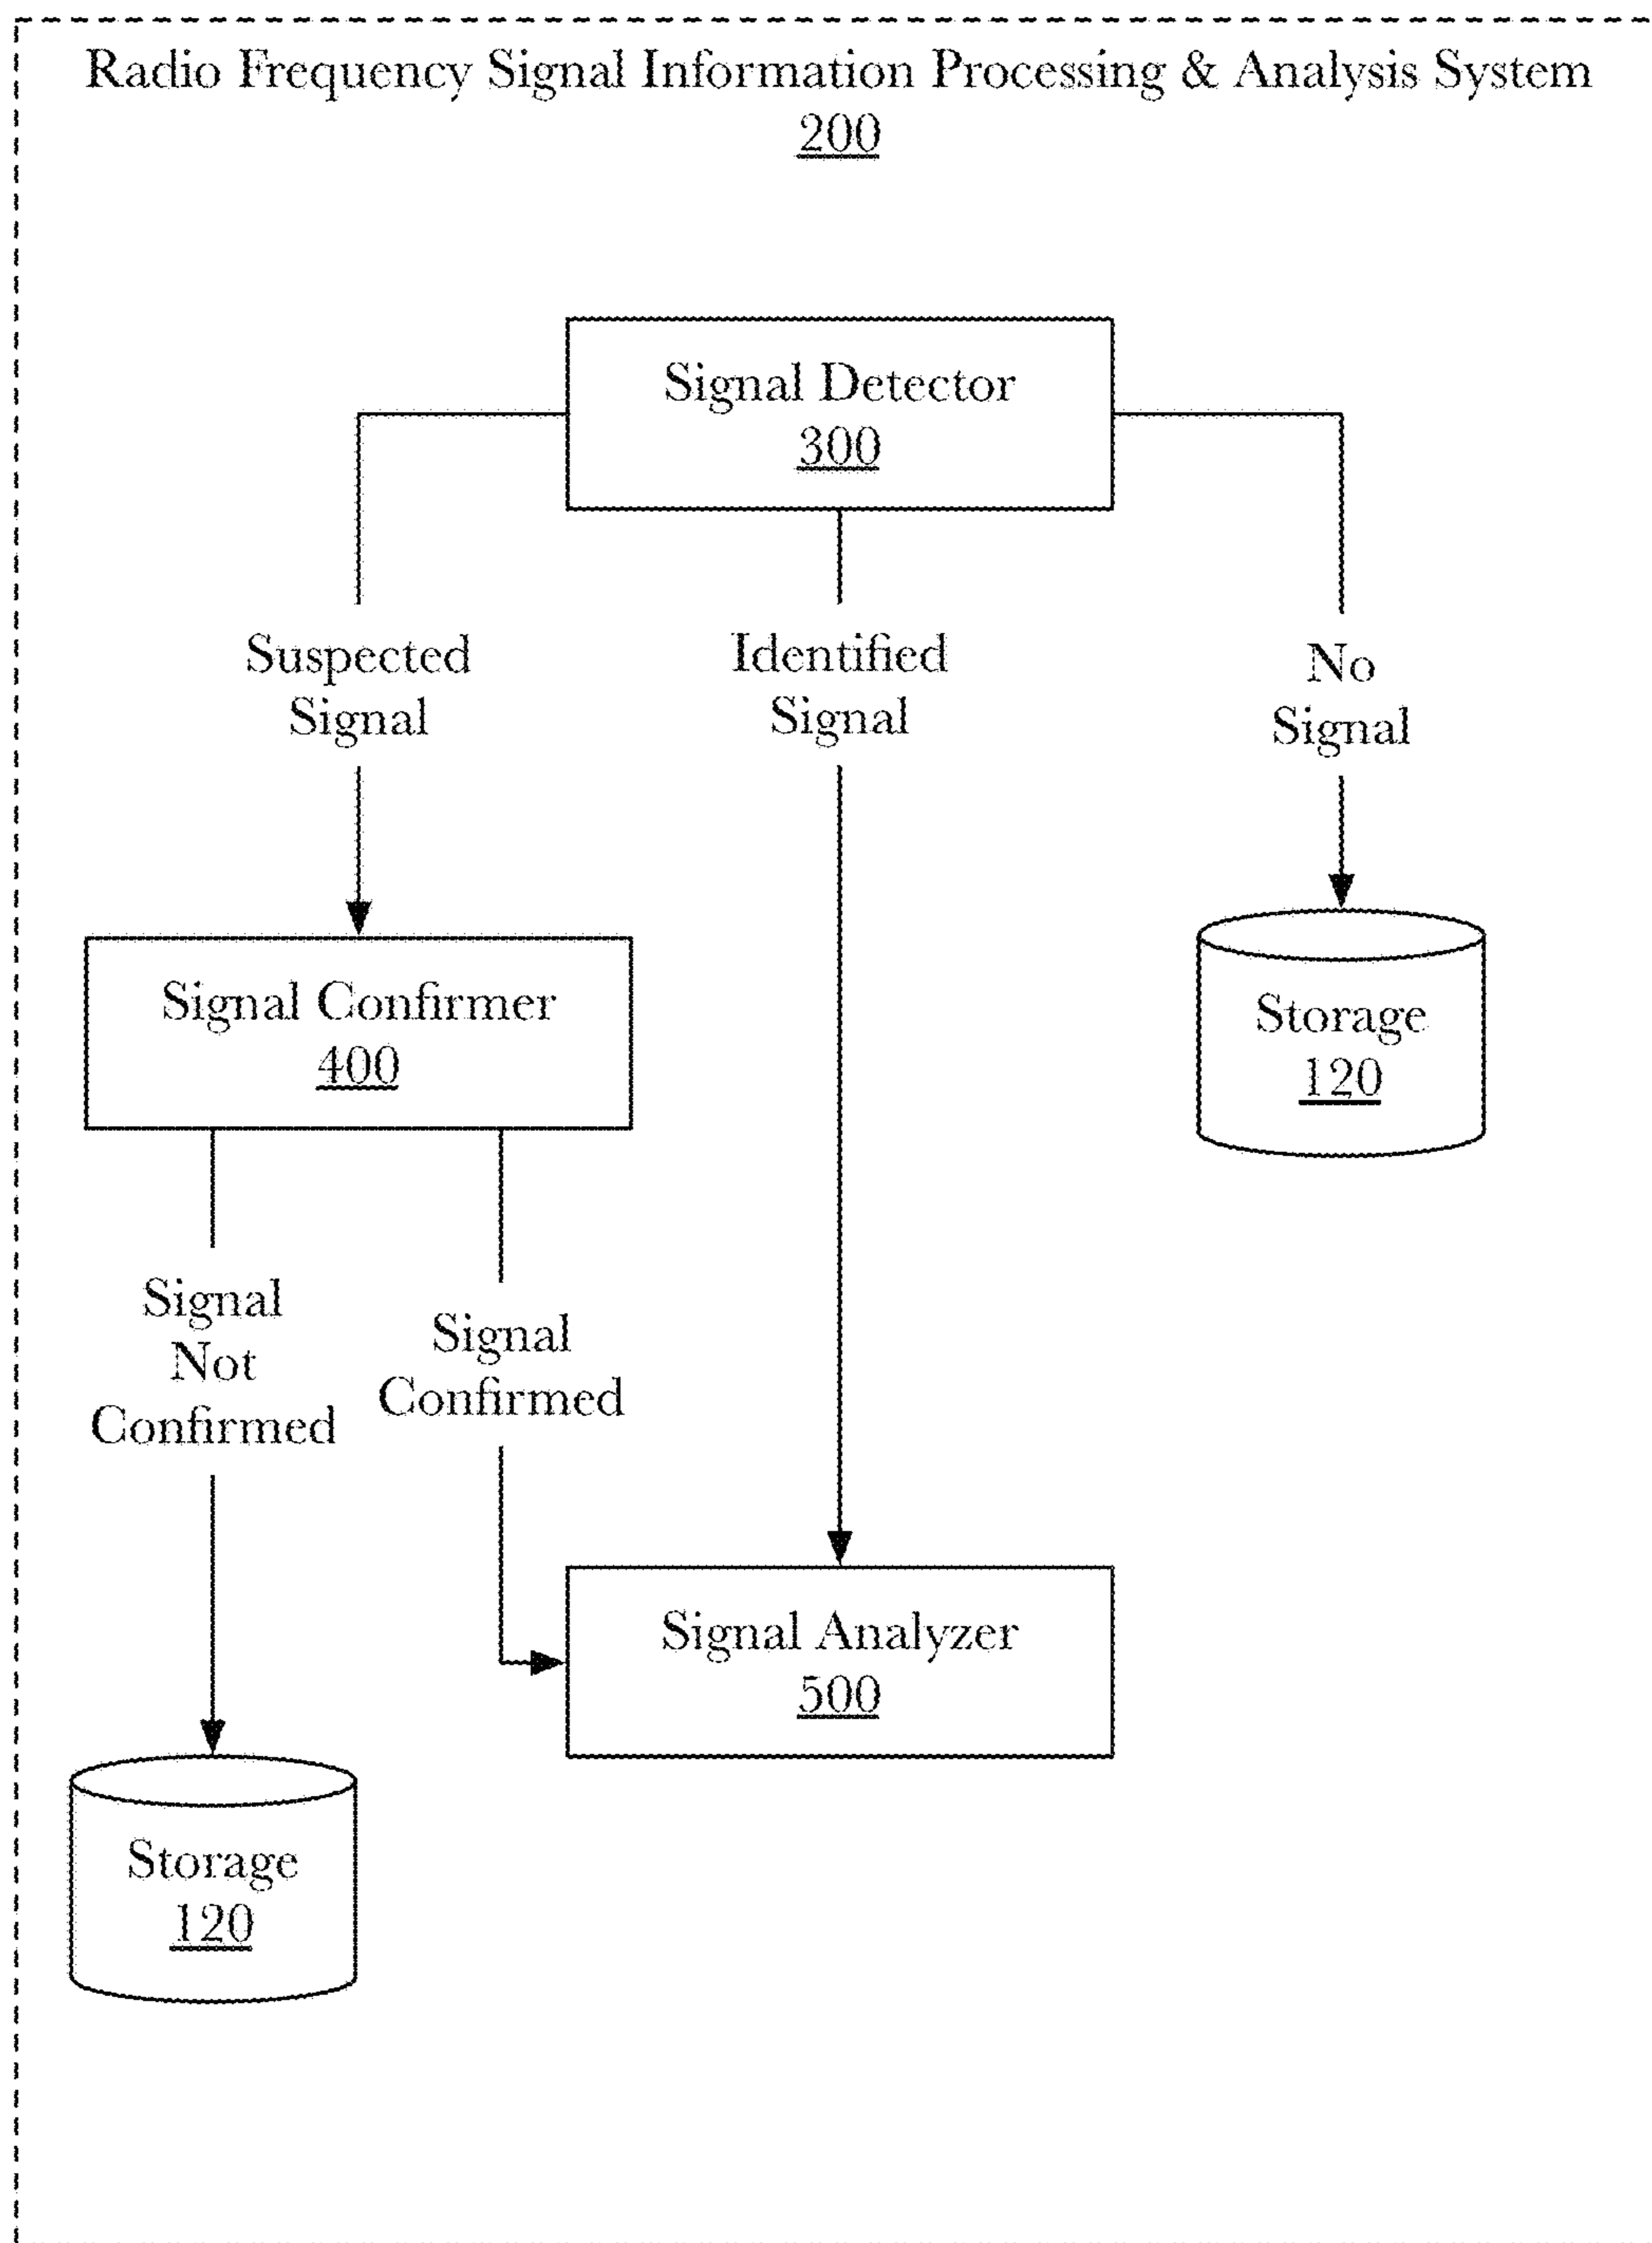 Radio Frequency Signal Information Processing & Analysis System
200
Signal Detector
300
Suspected
Signal
Identified
Signal
No
Signal
Signal Confirmer
400
Storage
120
Signal
Not
Confirmed
Signal
Confirmed
Signal Analyzer
500
Storage
120